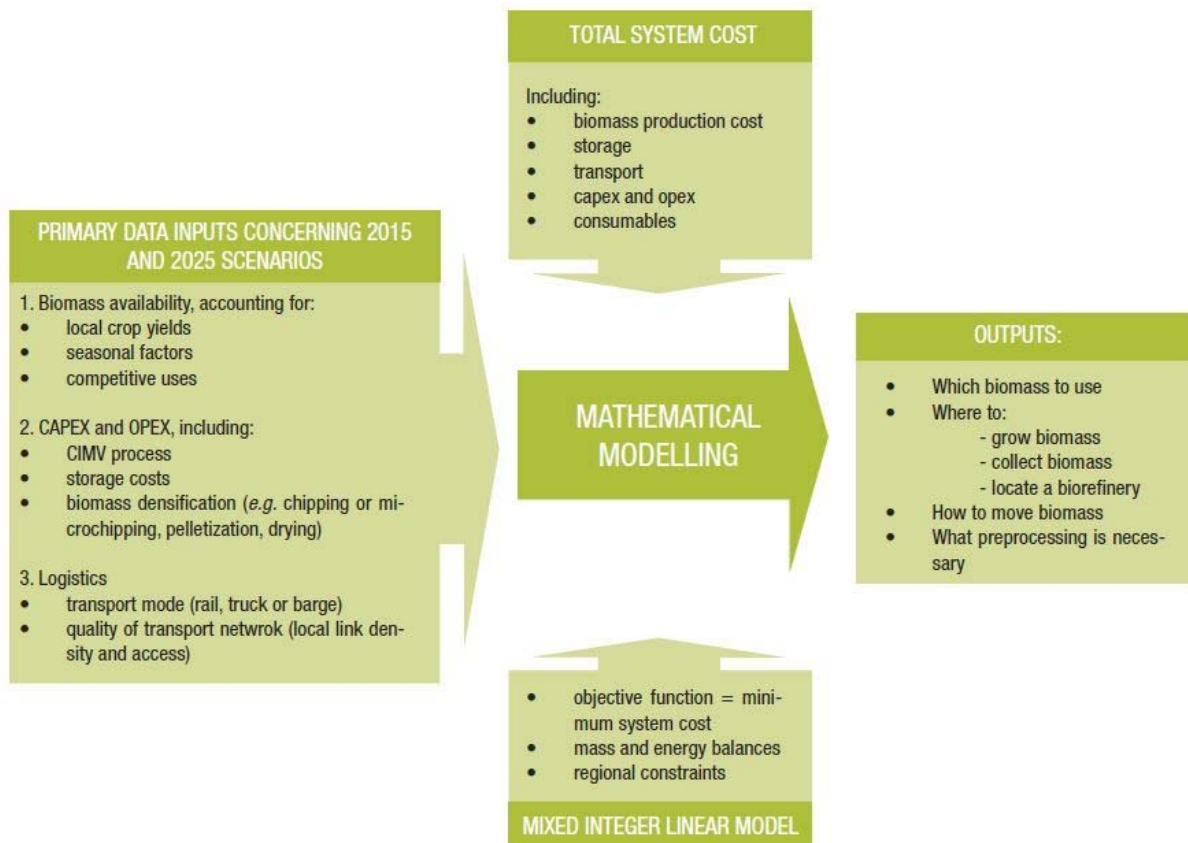 TOTAL SYSTEM COST
Including:
• biomass production cost
• storage
• transport
• capex and opex
• consumables
PRIMARY DATA INPUTS CONCERNING 2015
AND 2025 SCENARIOS
1. Biomass availability, accounting for:
• local crop yields
• seasonal factors
• competitive uses
2. CAPEX and OPEX, including:
• CIMV process
• storage costs
• biomass densification (e.g. chipping or mi-
crochipping, pelletization, drying)
3. Logistics
• transport mode (rail, truck or barge)
• quality of transport netwrok (local link den-
sity and access)
MATHEMATICAL
MODELLING
OUTPUTS:
• Which biomass to use
• Where to:
- grow biomass
- collect biomass
- locate a biorefinery
• How to move biomass
• What preprocessing is neces-
sary
• objective function = mini-
mum system cost
• mass and energy balances
• regional constraints
MIXED INTEGER LINEAR MODEL